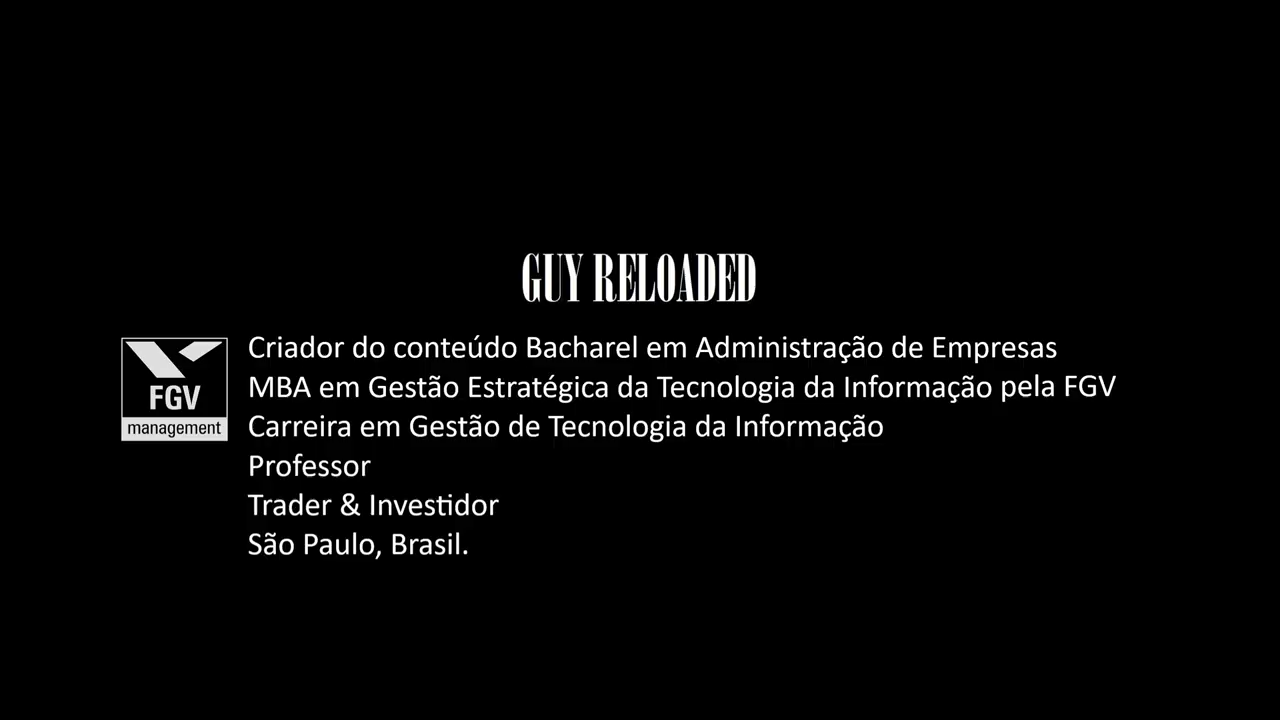 GUY RELOADED
FGV
management
Criador do conteúdo Bacharel em Administração de Empresas
MBA em Gestão Estratégica da Tecnologia da Informação pela FGV
Carreira em Gestão de Tecnologia da Informação
Professor
Trader & Investidor
São Paulo, Brasil.